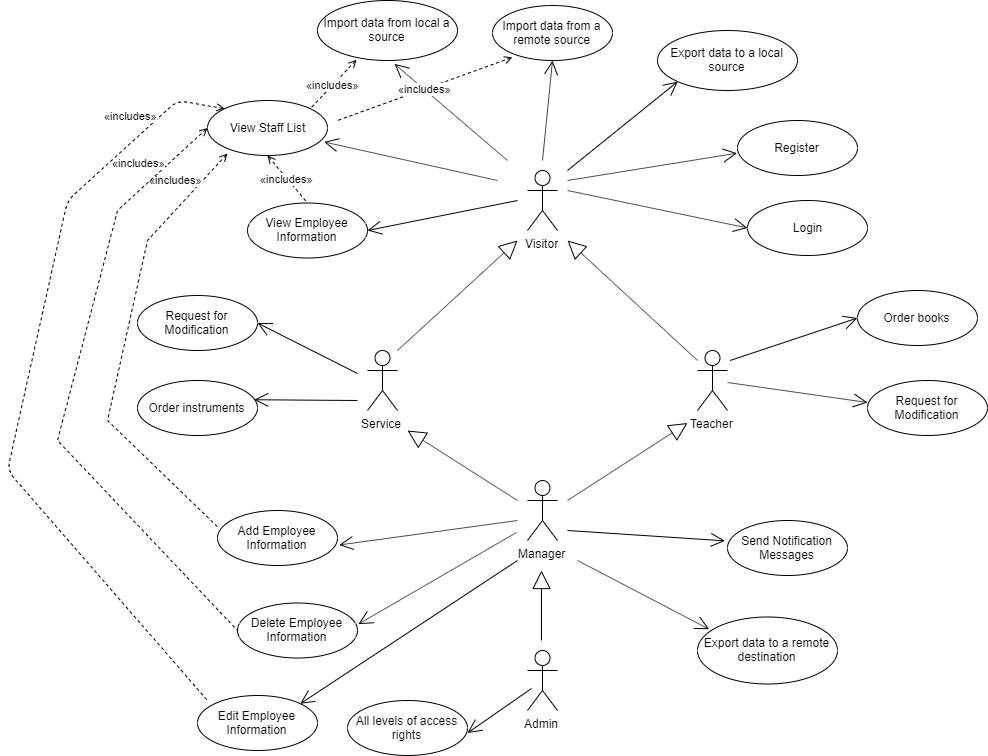 Import data from local a
source
Import data from a
remote source
Export data to a local
source
«includes»
«includes»
«includes»
View Staff List
Register
«includes»
«includes»
«includes»
View Employee
Information
Visitor
Login
Request for
Modification
Order books
Order instruments
Service
Teacher
Request for
Modification
Add Employee
Information
Manager
Send Notification
Messages
Delete Employee
Information
Export data to a remote
destination
Edit Employee
Information
All levels of access
rights
Admin